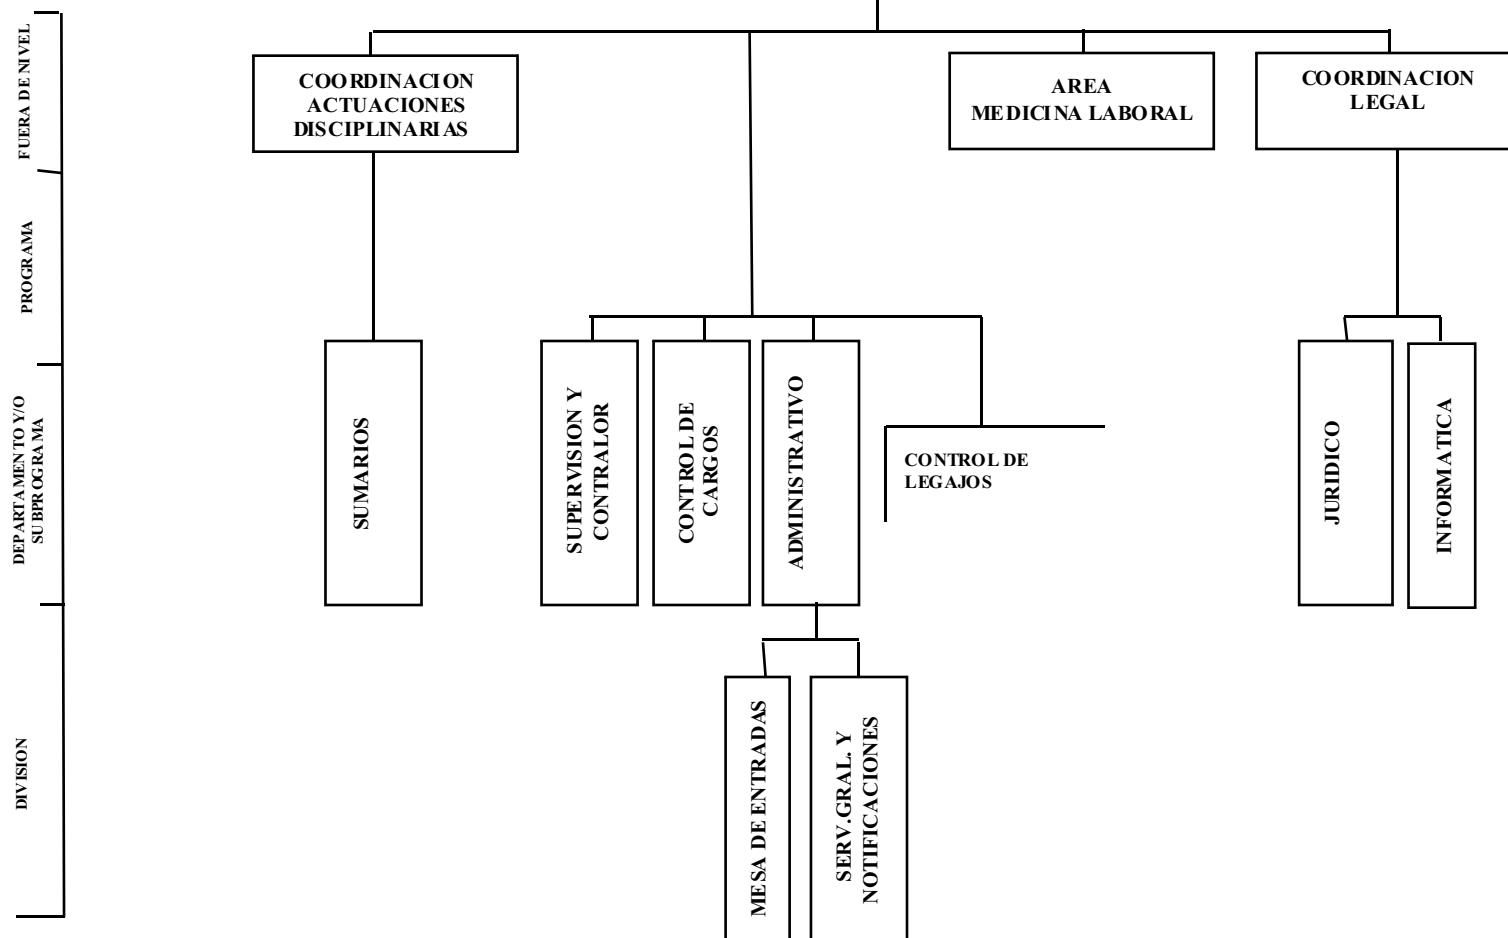 FUERA DE NIVEL
COORDINACION
ACTUACIONES
DISCIPLINARIAS
AREA
MEDICINA LABORAL
COORDINACION
LEGAL
PROGRAMA
DEPARTAMENTO Y/O
SUBPROGRAMA
SUMARIOS
SUPERVISION Y
CONTRALOR
CONTROL DE
CARGOS
ADMINISTRATIVO
CONTROL DE
LEGAJOS
JURIDICO
INFORMATICA
DIVISION
MESA DE ENTRADAS
SERV.GRAL. Y
NOTIFICACIONES